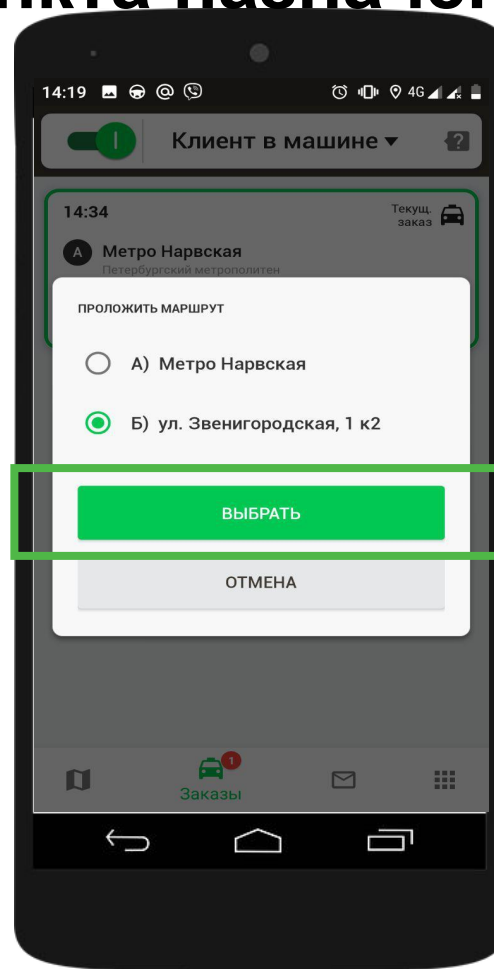 14:19 4G
Клиент в машине
14:34 Текущ.
заказ
А Метро Нарвская
Петербургский метрополитен
ПРОЛОЖИТЬ МАРШРУТ
А) Метро Нарвская
Б) ул. Звенигородская, 1 к2
ВЫБРАТЬ
ОТМЕНА
1
Заказы